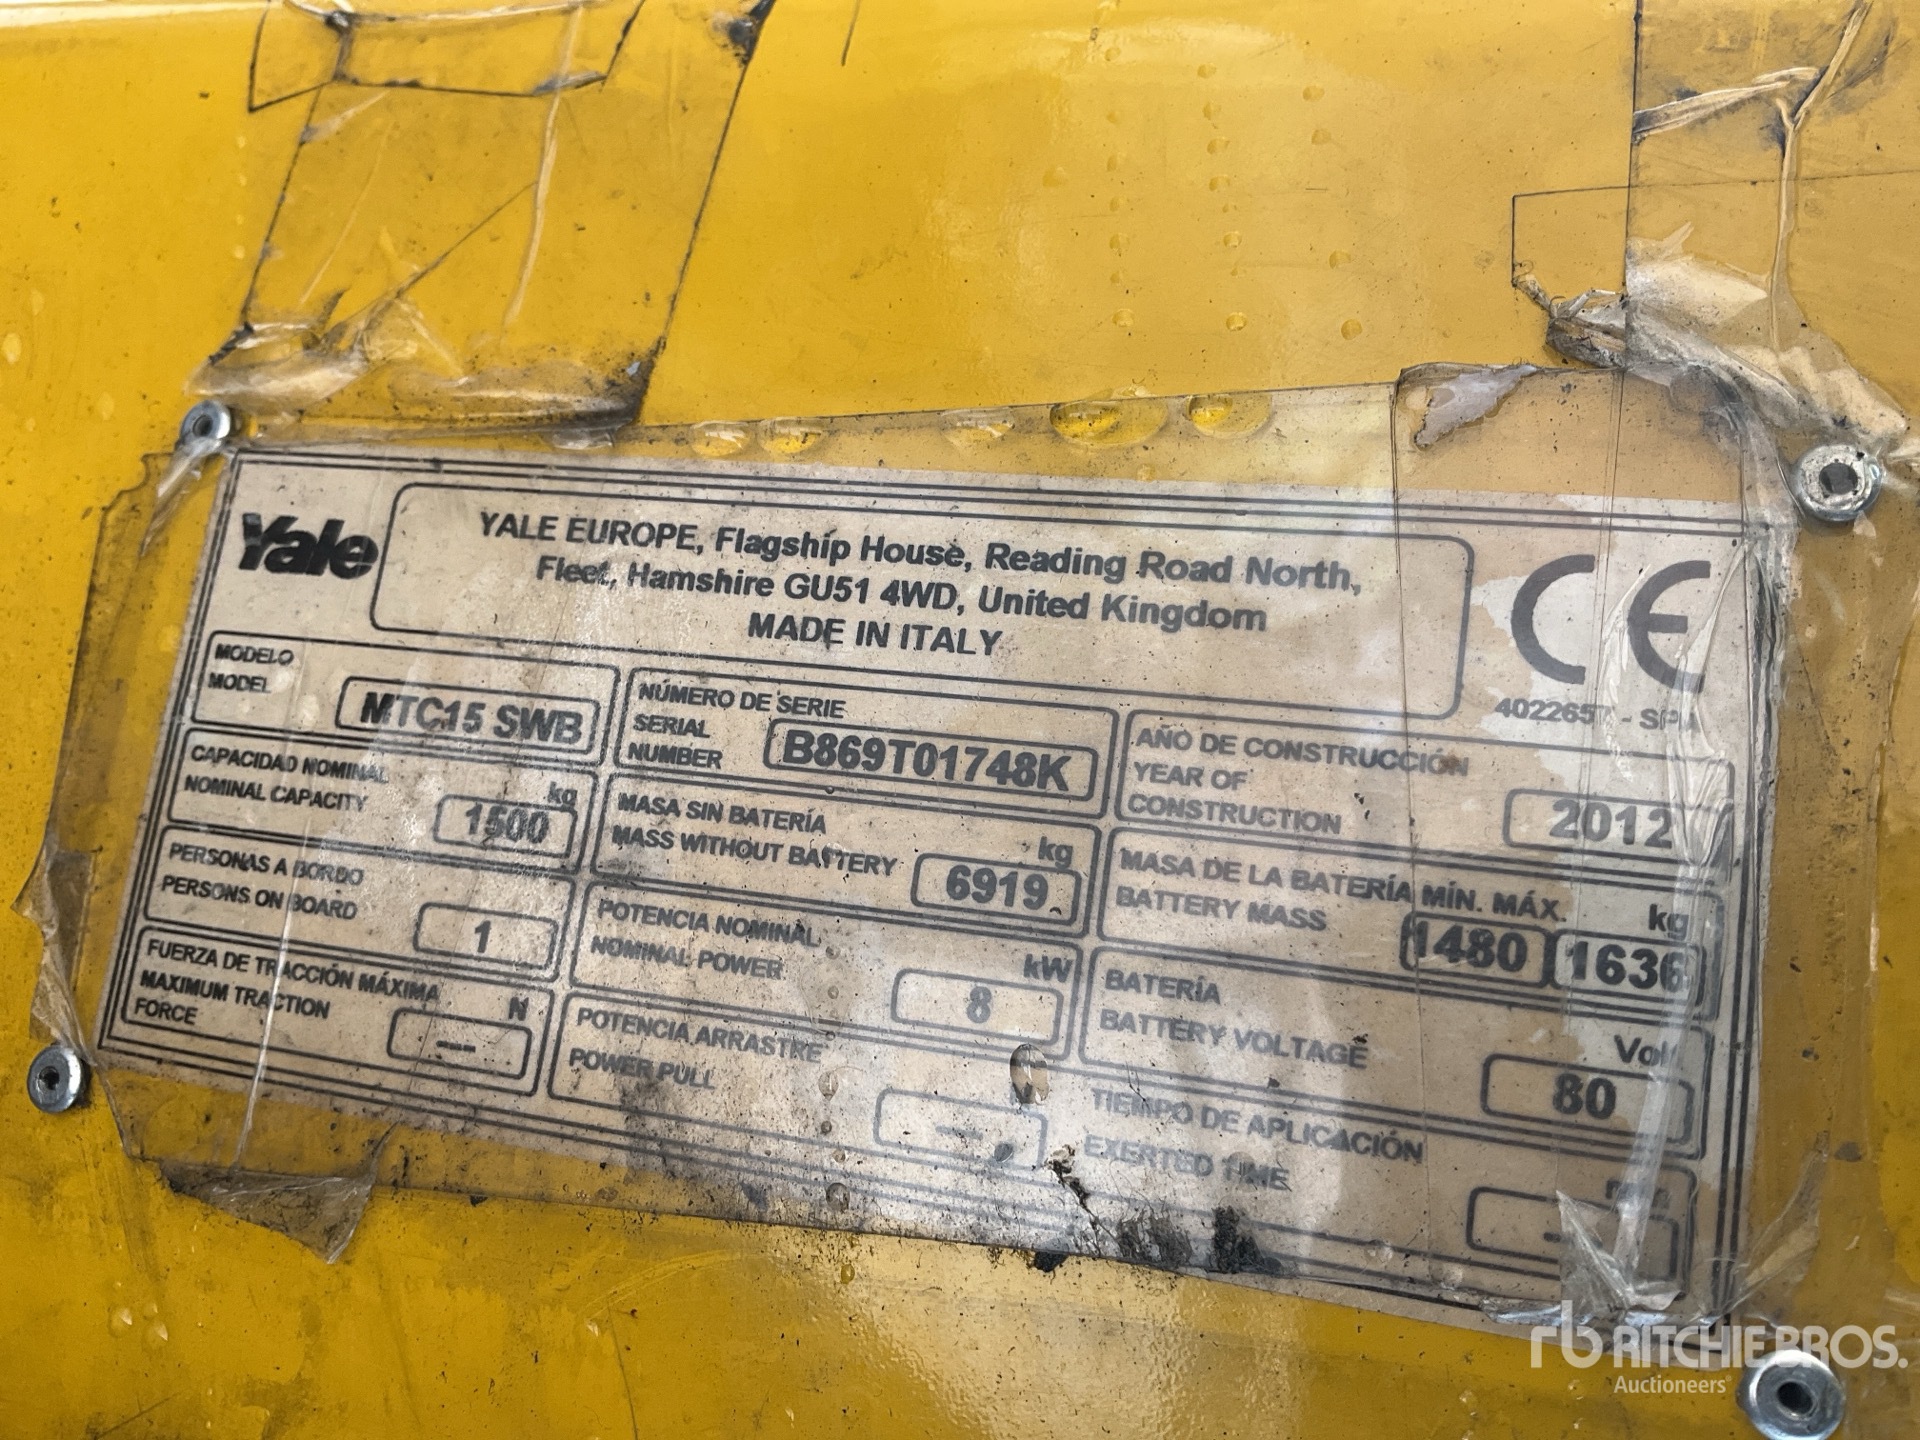 Yale
YALE EUROPE, Flagship House, Reading Road North,
Fleet, Hamshire GU51 4WD, United Kingdom
MADE IN ITALY
CE
MODELO
MODEL
MTC15 SWB
NÚMERO DE SERIE
SERIAL
NUMBER
B869T01748K
AÑO DE CONSTRUCCIÓN
YEAR OF
CONSTRUCTION
2012
CAPACIDAD NOMINAL
NOMINAL CAPACITY
kg
1500
MASA SIN BATERÍA
MASS WITHOUT BATTERY
kg
6919
MASA DE LA BATERÍA MÍN. MÁX.
BATTERY MASS
kg
1480 1636
PERSONAS A BORDO
PERSONS ON BOARD
1
POTENCIA NOMINAL
NOMINAL POWER
kW
8
BATERÍA
BATTERY VOLTAGE
80
FUERZA DE TRACCIÓN MÁXIMA
MAXIMUM TRACTION
FORCE
N
---
POTENCIA ARRASTRE
POWER PULL
---
TIEMPO DE APLICACIÓN
EXERTED TIME
rb RITCHIE BROS.
Auctioneers